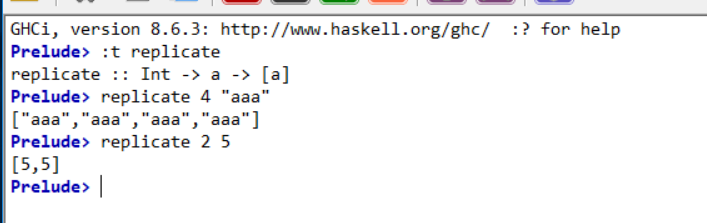 GHCi, version 8.6.3: http://www.haskell.org/ghc/  :? for help
Prelude> :t replicate
replicate :: Int -> a -> [a]
Prelude> replicate 4 "aaa"
["aaa","aaa","aaa","aaa"]
Prelude> replicate 2 5
[5,5]
Prelude>